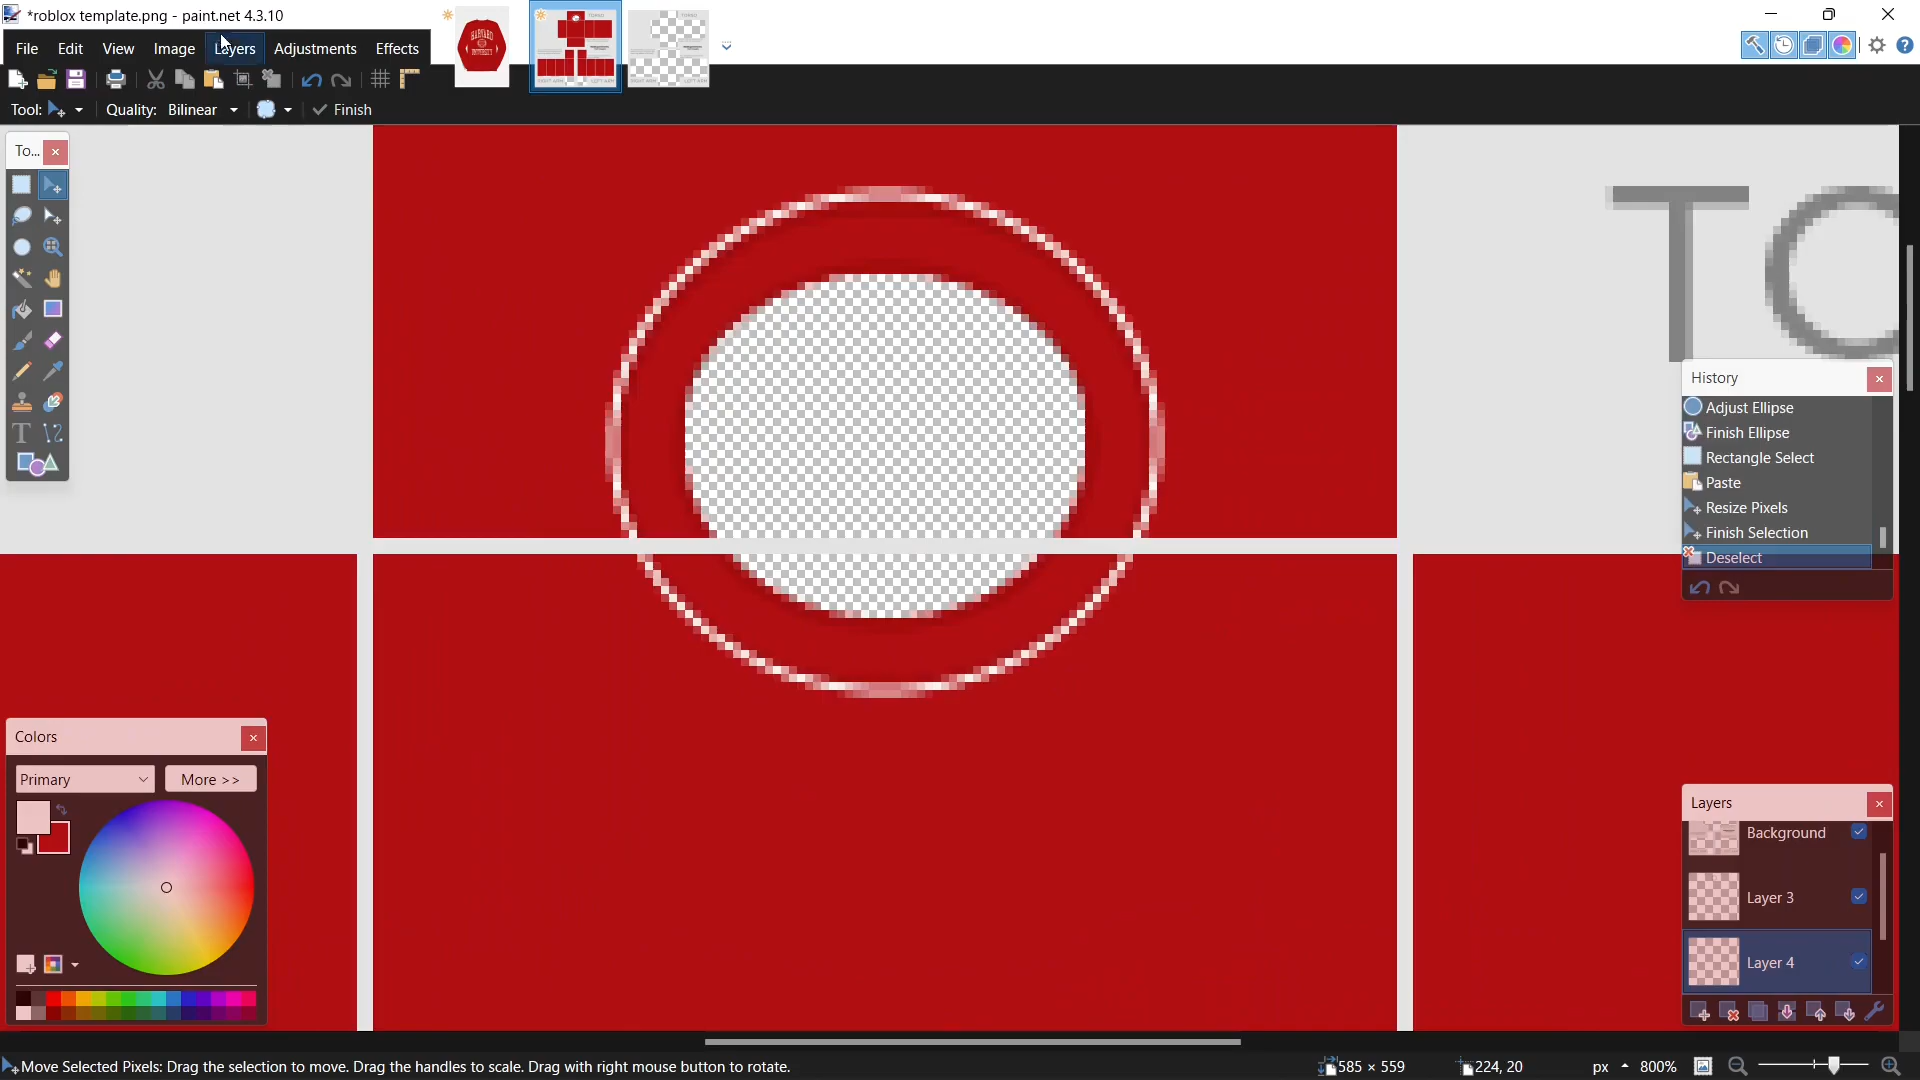 *roblox template.png - paint.net 4.3.10
File Edit View Image Layers Adjustments Effects
HARVARD
UNIVERSITY
Tool: Quality: Bilinear Finish
To...
TO
History
Adjust Ellipse
Finish Ellipse
Rectangle Select
Paste
Resize Pixels
Finish Selection
Deselect
Colors
Primary More >>
Layers
Background
Layer 3
Layer 4
Move Selected Pixels: Drag the selection to move. Drag the handles to scale. Drag with right mouse button to rotate. 585 × 559 224, 20 px 800%